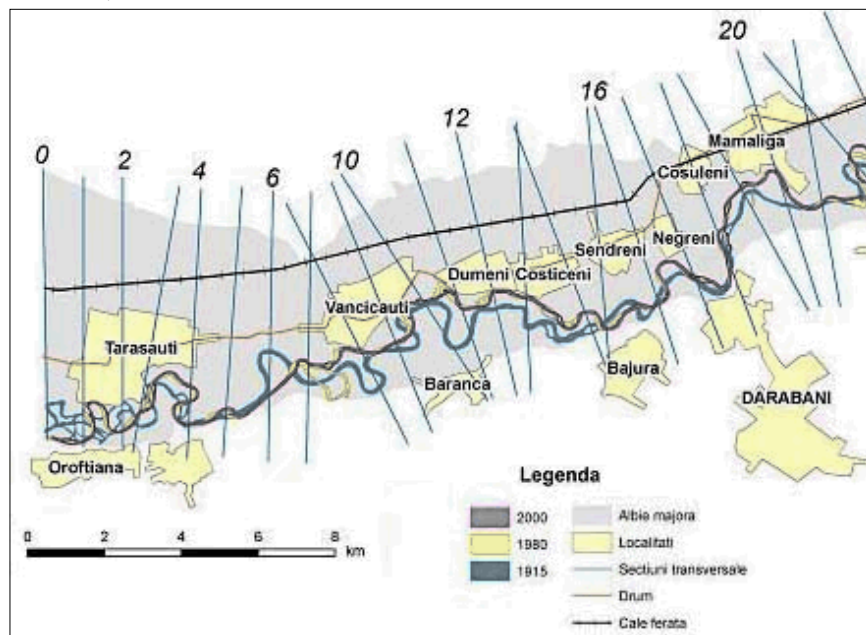 20
16
12
10
0
2
4
6
Mamaliga
Cosuleni
Negreni
Sendreni
Dumeni Costiceni
Vancicauti
Tarasauti
Baranca
Bajura
DARABANI
Oroftiana
Legenda
2000 Albie majora
1980 Localitati
1915 Sectiuni transversale
Drum
Cale ferata
0 2 4 6 8
km